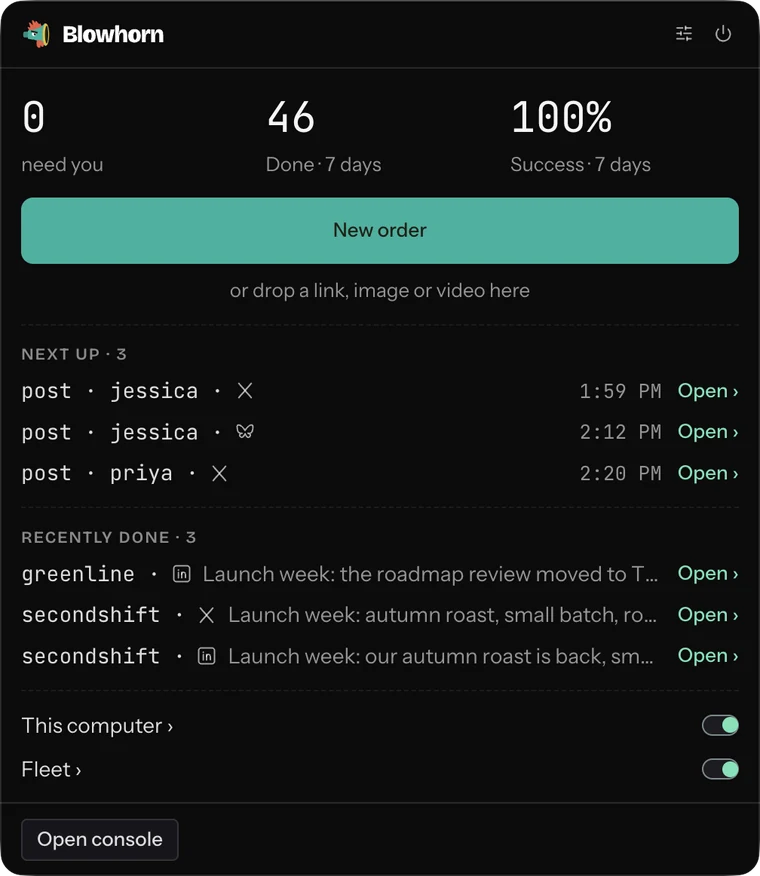 Blowhorn
0 46 100%
need you Done · 7 days Success · 7 days
New order
or drop a link, image or video here
NEXT UP · 3
post · jessica · 1:59 PM Open ›
post · jessica · 2:12 PM Open ›
post · priya · 2:20 PM Open ›
RECENTLY DONE · 3
greenline · in Launch week: the roadmap review moved to T... Open ›
secondshift · Launch week: autumn roast, small batch, ro... Open ›
secondshift · in Launch week: our autumn roast is back, sm... Open ›
This computer ›
Fleet ›
Open console